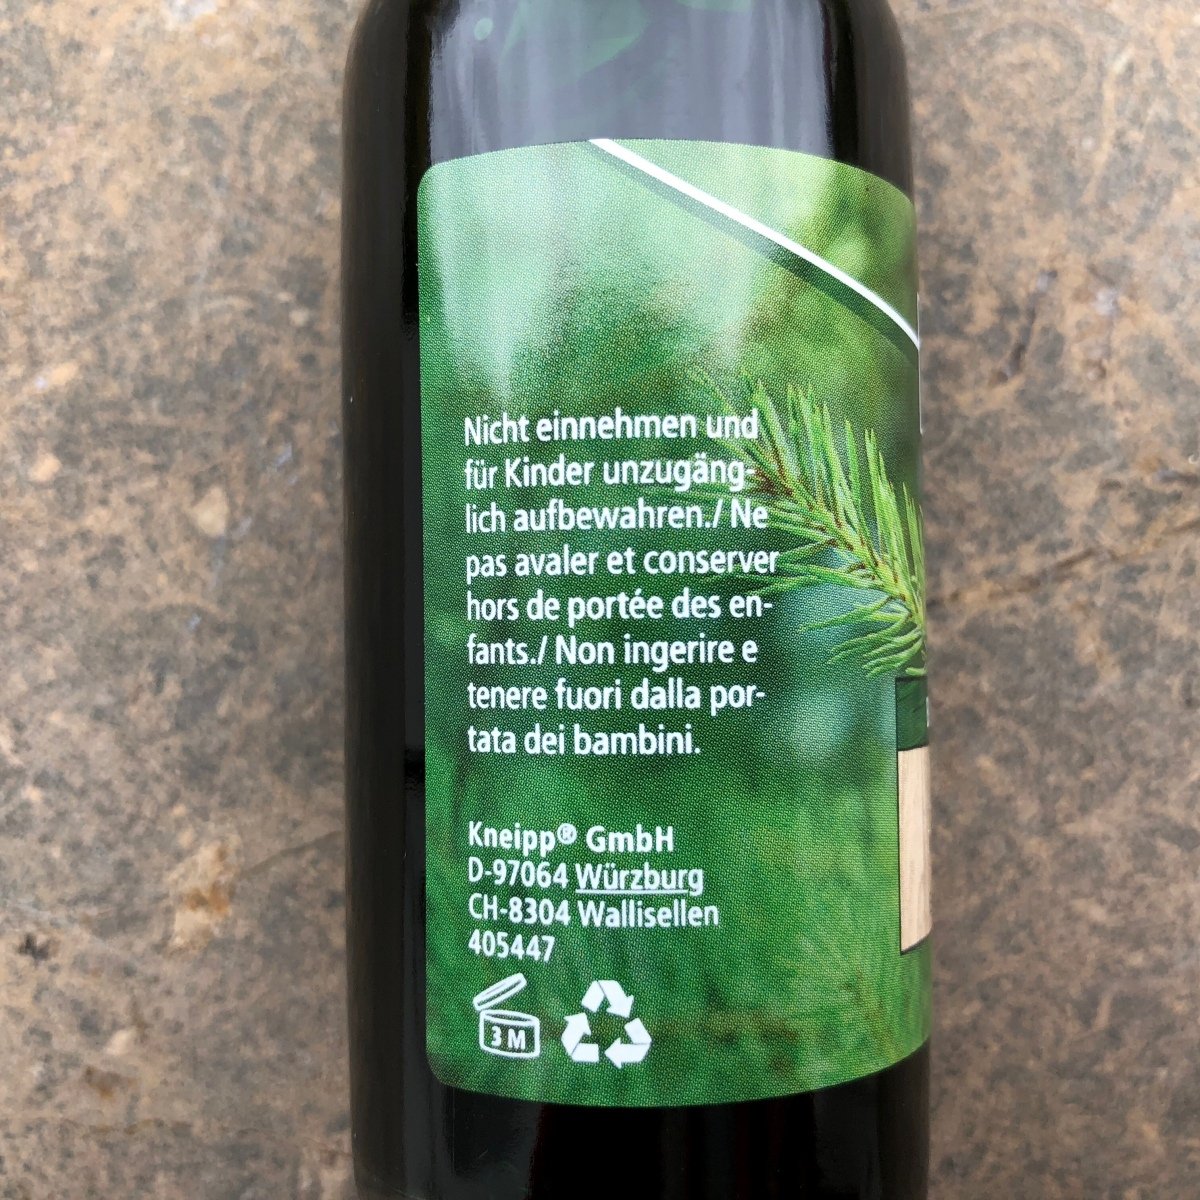 Nicht einnehmen und
für Kinder unzugäng-
lich aufbewahren./ Ne
pas avaler et conserver
hors de portée des en-
fants./ Non ingerire e
tenere fuori dalla por-
tata dei bambini.
Kneipp® GmbH
D-97064 Würzburg
CH-8304 Wallisellen
405447
3 M